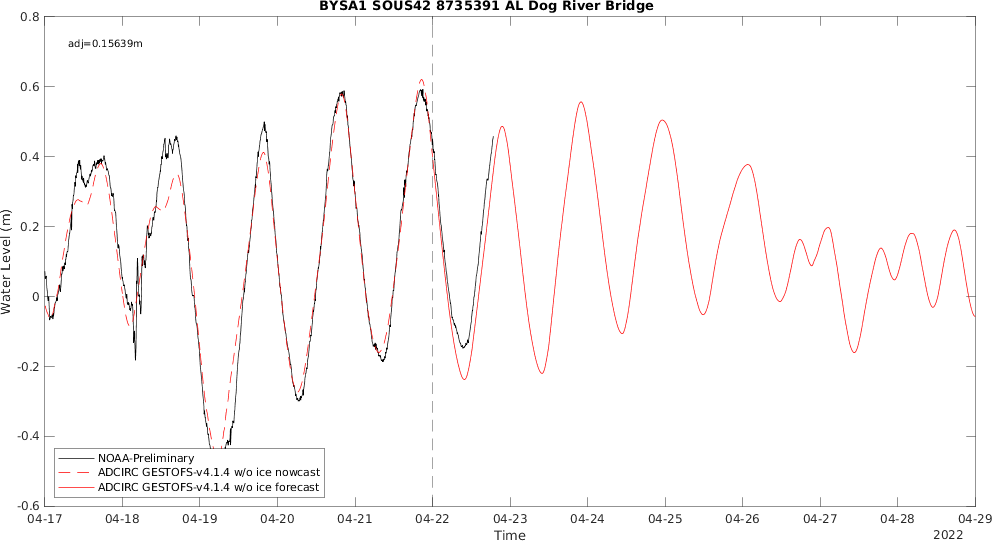 BYSA1 SOUS42 8735391 AL Dog River Bridge
adj=0.15639m
0.8
0.6
0.4
0.2
0
-0.2
-0.4
-0.6
Water Level (m)
NOAA-Preliminary
ADCIRC GESTOFS-v4.1.4 w/o ice nowcast
ADCIRC GESTOFS-v4.1.4 w/o ice forecast
04-17 04-18 04-19 04-20 04-21 04-22 04-23 04-24 04-25 04-26 04-27 04-28 04-29
Time
2022